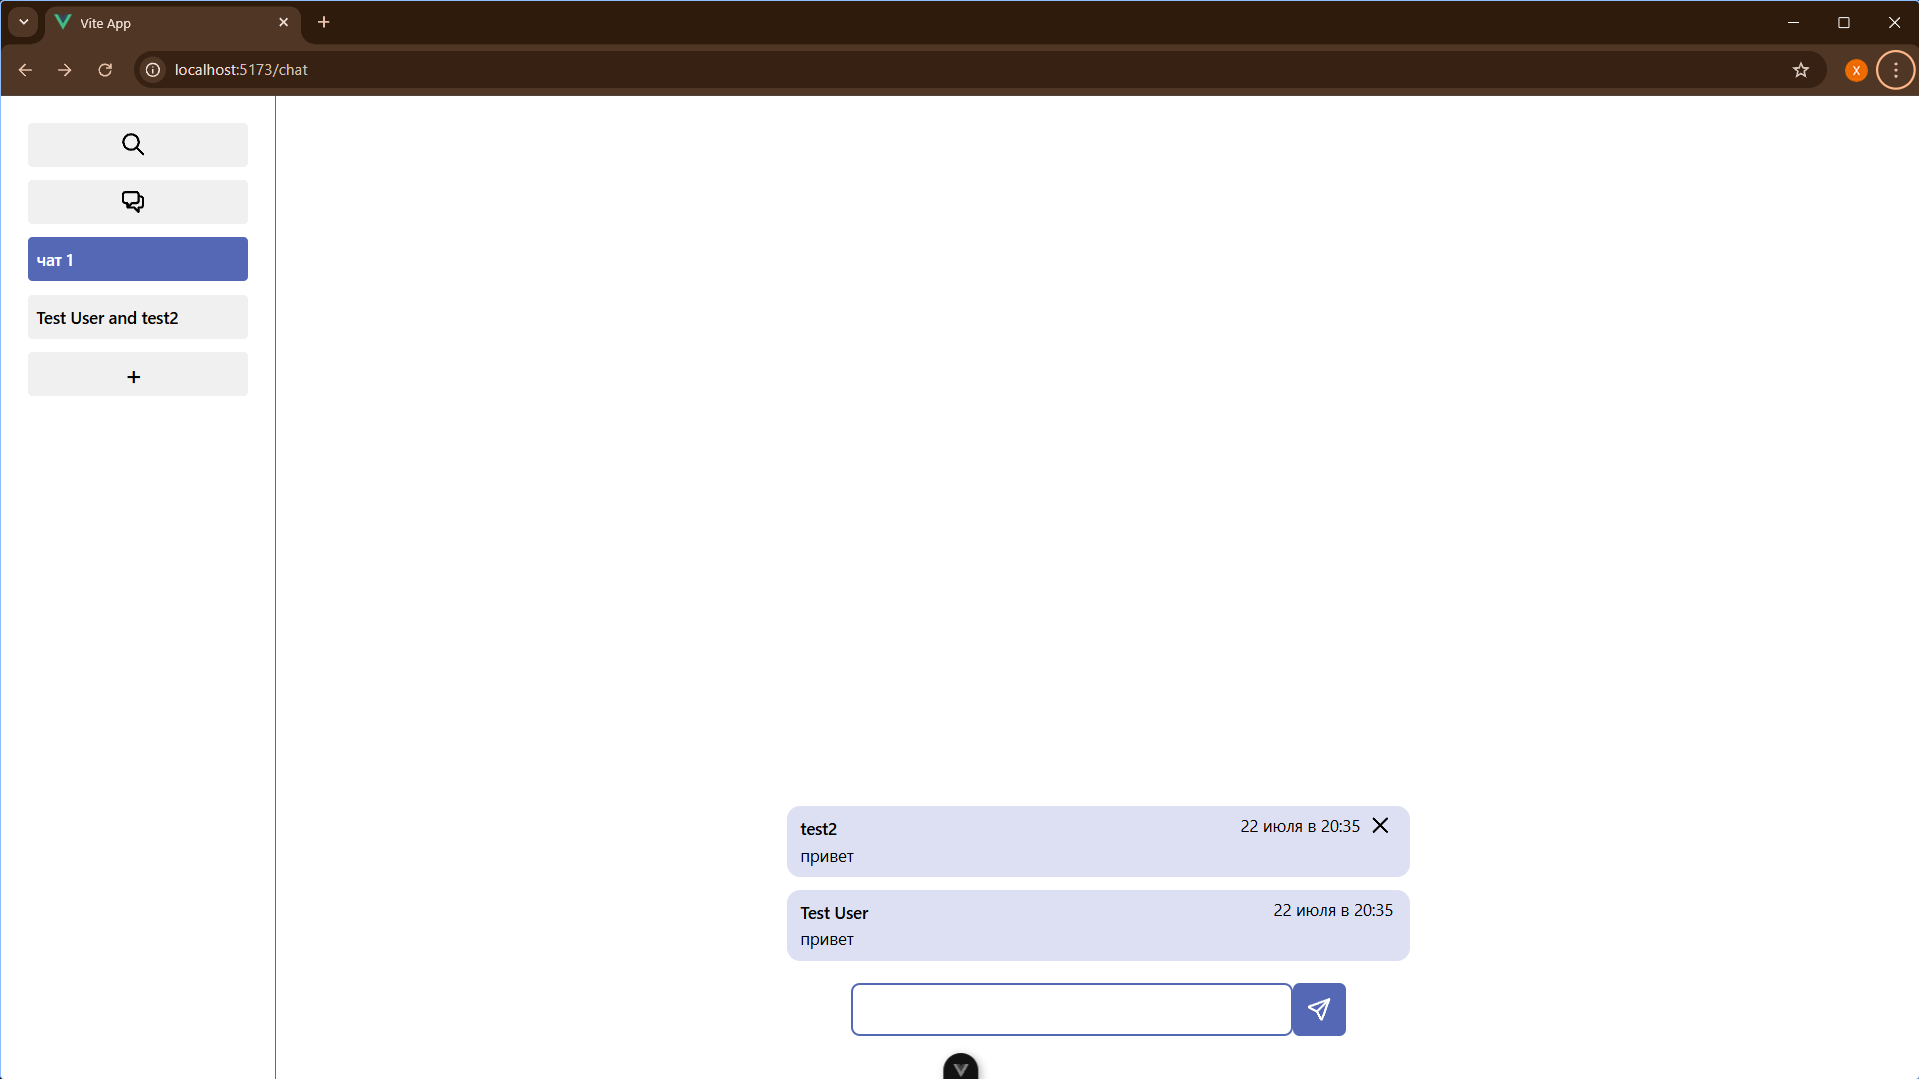 Vite App
localhost:5173/chat
X
чат 1
Test User and test2
+
test2
22 июля в 20:35
привет
Test User
22 июля в 20:35
привет